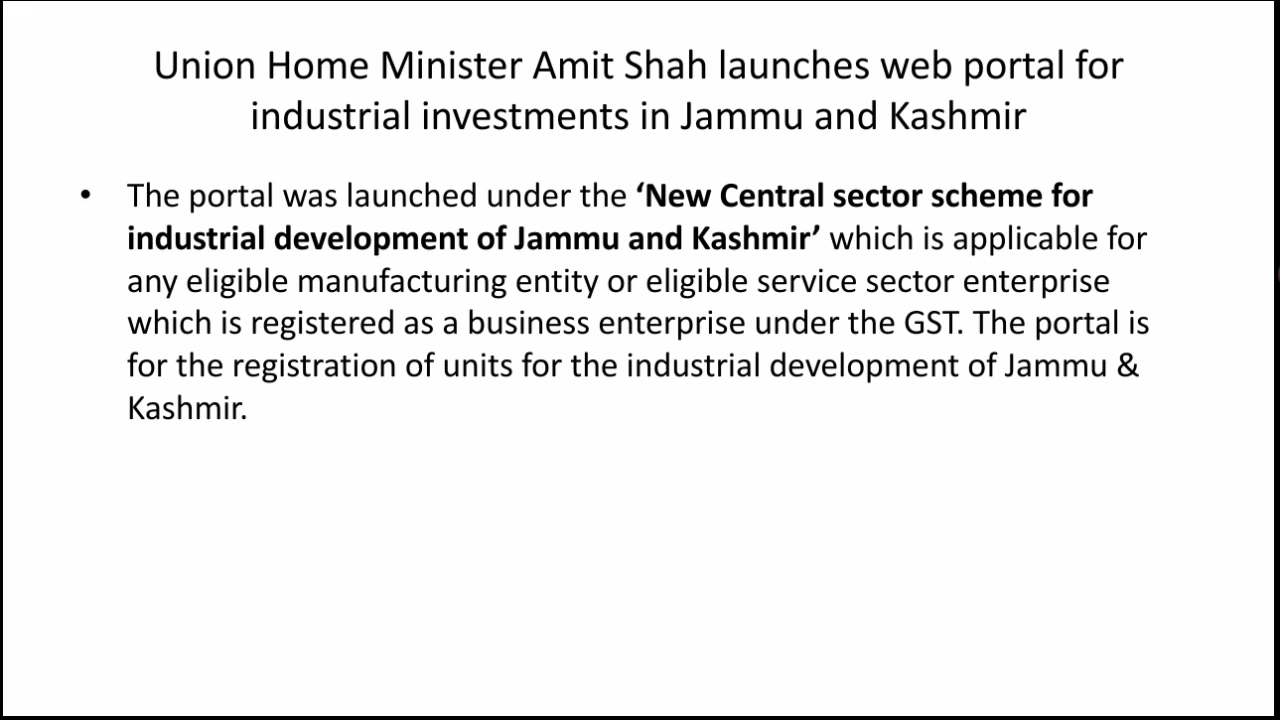 Union Home Minister Amit Shah launches web portal for
industrial investments in Jammu and Kashmir
• The portal was launched under the ‘New Central sector scheme for
industrial development of Jammu and Kashmir’ which is applicable for
any eligible manufacturing entity or eligible service sector enterprise
which is registered as a business enterprise under the GST. The portal is
for the registration of units for the industrial development of Jammu &
Kashmir.